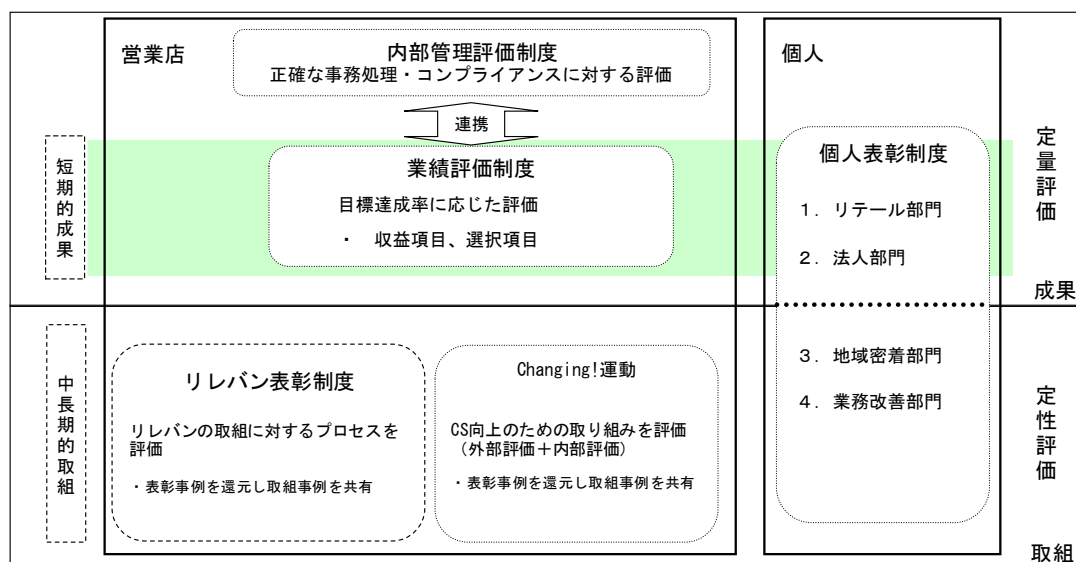 営業店
内部管理評価制度
正確な事務処理・コンプライアンスに対する評価
連携
短期的成果
業績評価制度
目標達成率に応じた評価
・ 収益項目、選択項目
個人
個人表彰制度
1. リテール部門
2. 法人部門
定量評価
成果
中長期的取組
リレバン表彰制度
リレバンの取組に対するプロセスを
評価
・表彰事例を還元し取組事例を共有
Changing!運動
CS向上のための取り組みを評価
(外部評価+内部評価)
・表彰事例を還元し取組事例を共有
3. 地域密着部門
4. 業務改善部門
定性評価
取組